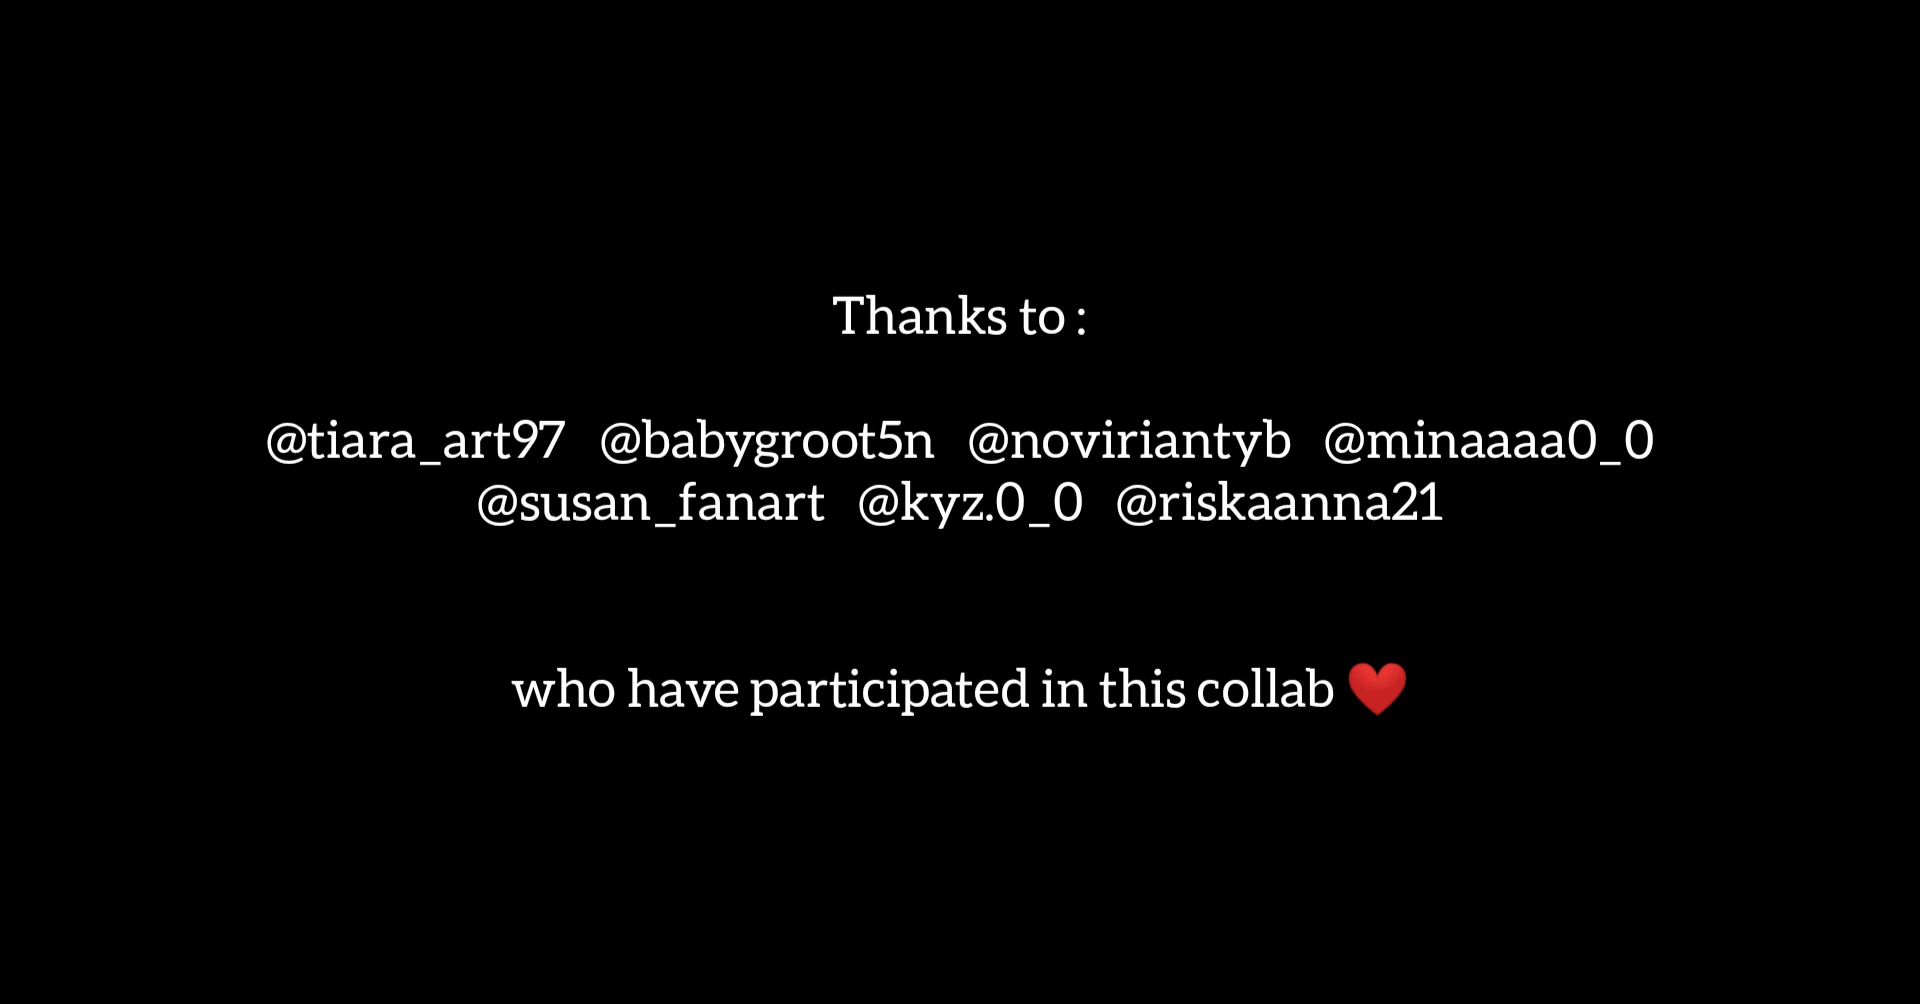 Thanks to :
@tiara_art97 @babygroot5n @noviriantyb @minaaaa0_0
@susan_fanart @kyz.0_0 @riskaanna21
who have participated in this collab ❤️